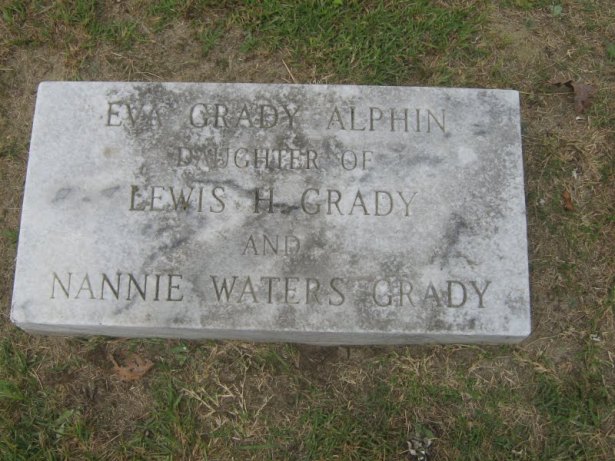 EVA GRADY ALPHIN
DAUGHTER OF
LEWIS H. GRADY
AND
NANNIE WATERS GRADY